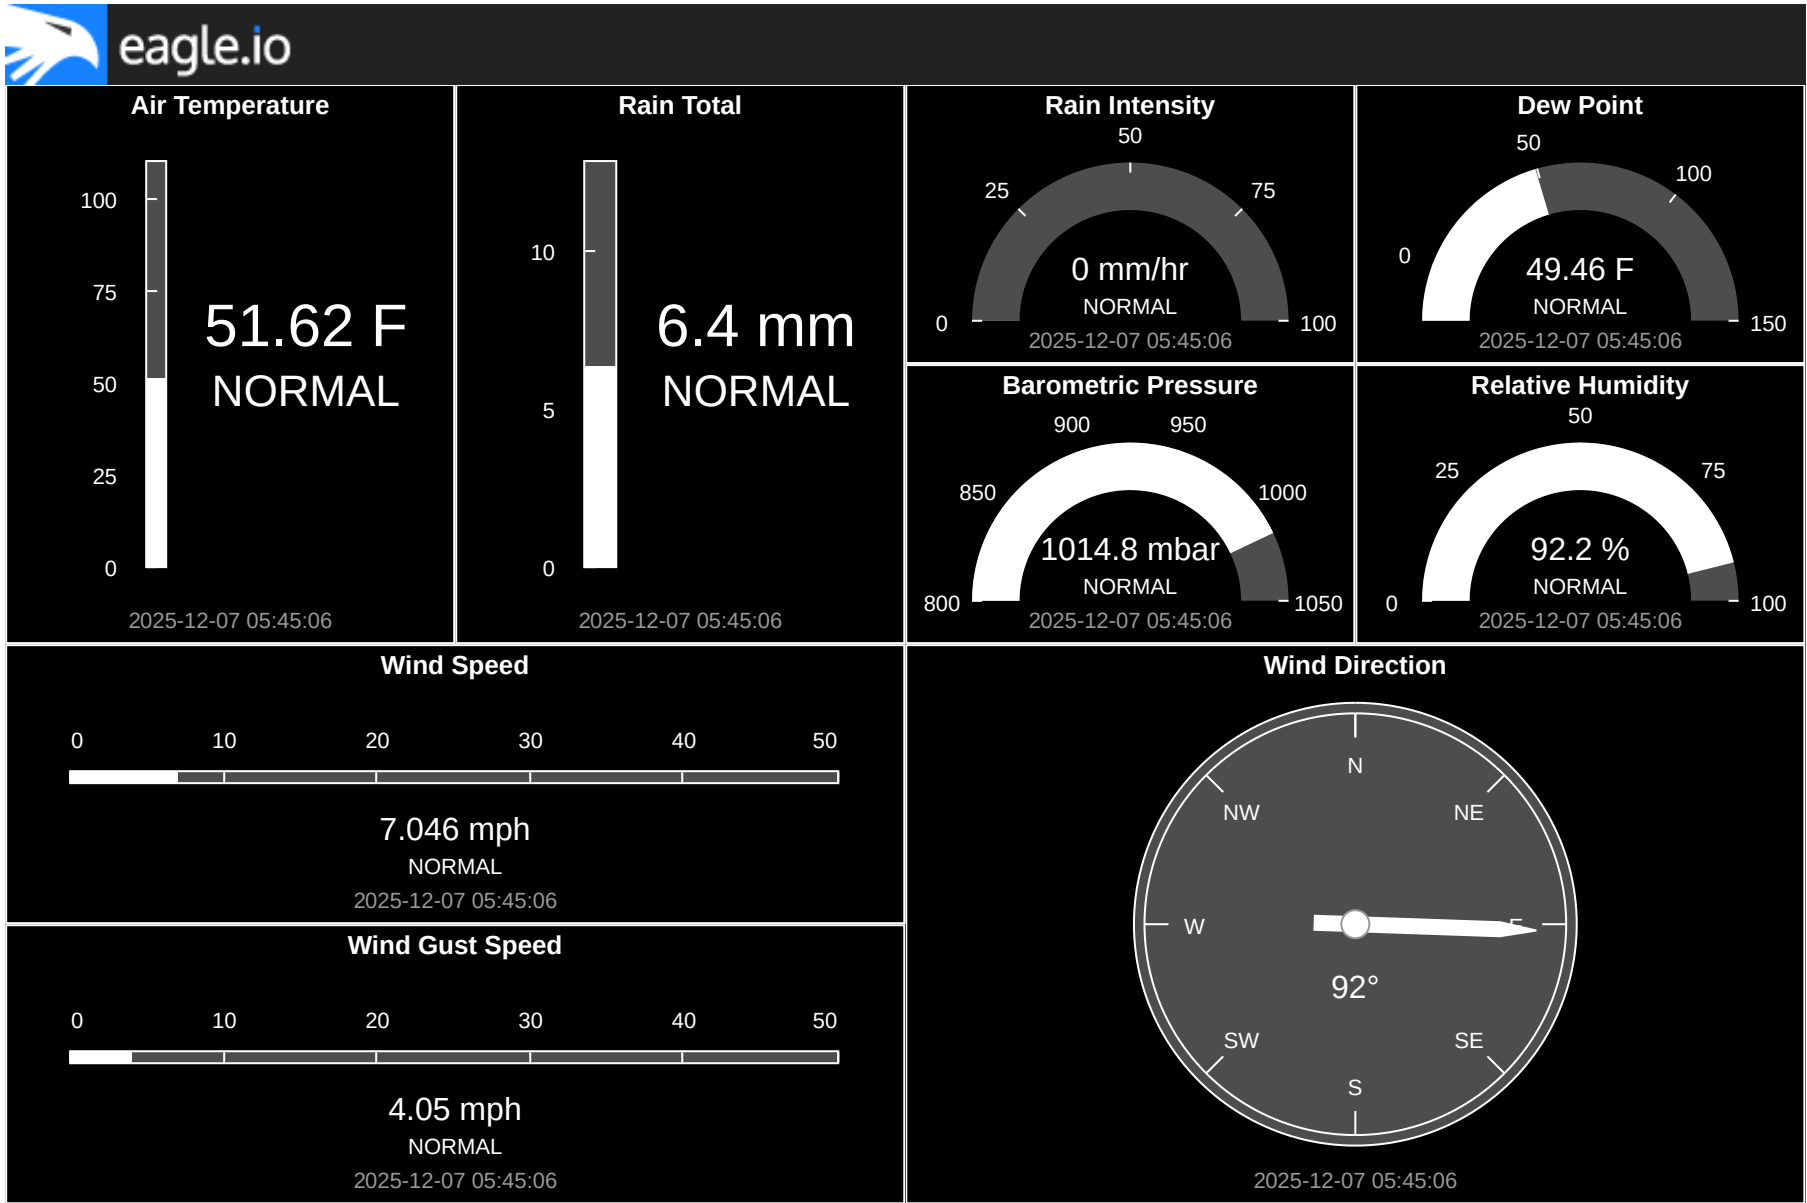 eagle.io
Air Temperature
100
75
50
25
0
51.62 F
NORMAL
2025-12-07 05:45:06
Rain Total
10
5
0
6.4 mm
NORMAL
2025-12-07 05:45:06
Rain Intensity
50
25
75
0
100
0 mm/hr
NORMAL
2025-12-07 05:45:06
Dew Point
50
100
0
150
49.46 F
NORMAL
2025-12-07 05:45:06
Barometric Pressure
900
950
850
1000
800
1050
1014.8 mbar
NORMAL
2025-12-07 05:45:06
Relative Humidity
50
25
75
0
100
92.2 %
NORMAL
2025-12-07 05:45:06
Wind Speed
0 10 20 30 40 50
7.046 mph
NORMAL
2025-12-07 05:45:06
Wind Gust Speed
0 10 20 30 40 50
4.05 mph
NORMAL
2025-12-07 05:45:06
Wind Direction
N
NW
NE
W
E
92°
SW
SE
S
2025-12-07 05:45:06